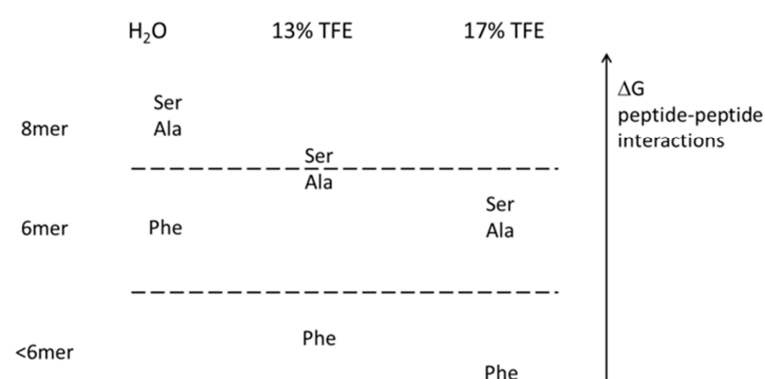 H₂O 13% TFE 17% TFE
ΔG
peptide-peptide
interactions
Ser
8mer Ala
Ser
Ala
Ser
6mer Phe Ala
Phe
<6mer
Phe